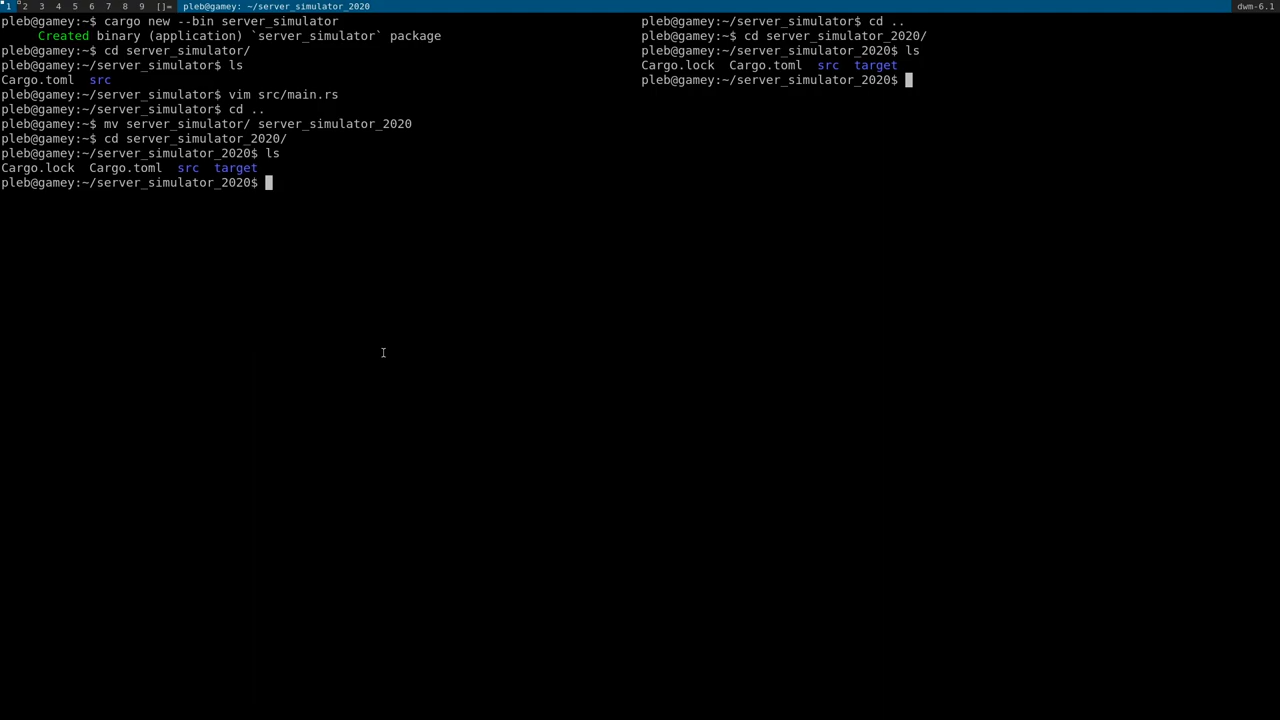 1 2 3 4 5 6 7 8 9 []= pleb@gamey: ~/server_simulator_2020 dwm-6.1
pleb@gamey:~$ cargo new --bin server_simulator
     Created binary (application) `server_simulator` package
pleb@gamey:~$ cd server_simulator/
pleb@gamey:~/server_simulator$ ls
Cargo.toml  src
pleb@gamey:~/server_simulator$ vim src/main.rs
pleb@gamey:~/server_simulator$ cd ..
pleb@gamey:~$ mv server_simulator/ server_simulator_2020
pleb@gamey:~$ cd server_simulator_2020/
pleb@gamey:~/server_simulator_2020$ ls
Cargo.lock  Cargo.toml  src  target
pleb@gamey:~/server_simulator_2020$
pleb@gamey:~/server_simulator$ cd ..
pleb@gamey:~$ cd server_simulator_2020/
pleb@gamey:~/server_simulator_2020$ ls
Cargo.lock  Cargo.toml  src  target
pleb@gamey:~/server_simulator_2020$